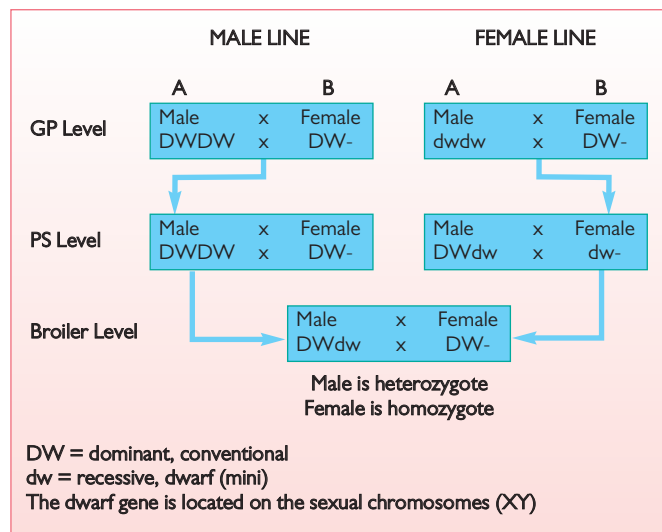 MALE LINE FEMALE LINE
A B A B
GP Level
Male x Female
DWDW x DW-
Male x Female
dwdw x DW-
PS Level
Male x Female
DWDW x DW-
Male x Female
DWdw x dw-
Broiler Level
Male x Female
DWdw x DW-
Male is heterozygote
Female is homozygote
DW = dominant, conventional
dw = recessive, dwarf (mini)
The dwarf gene is located on the sexual chromosomes (XY)